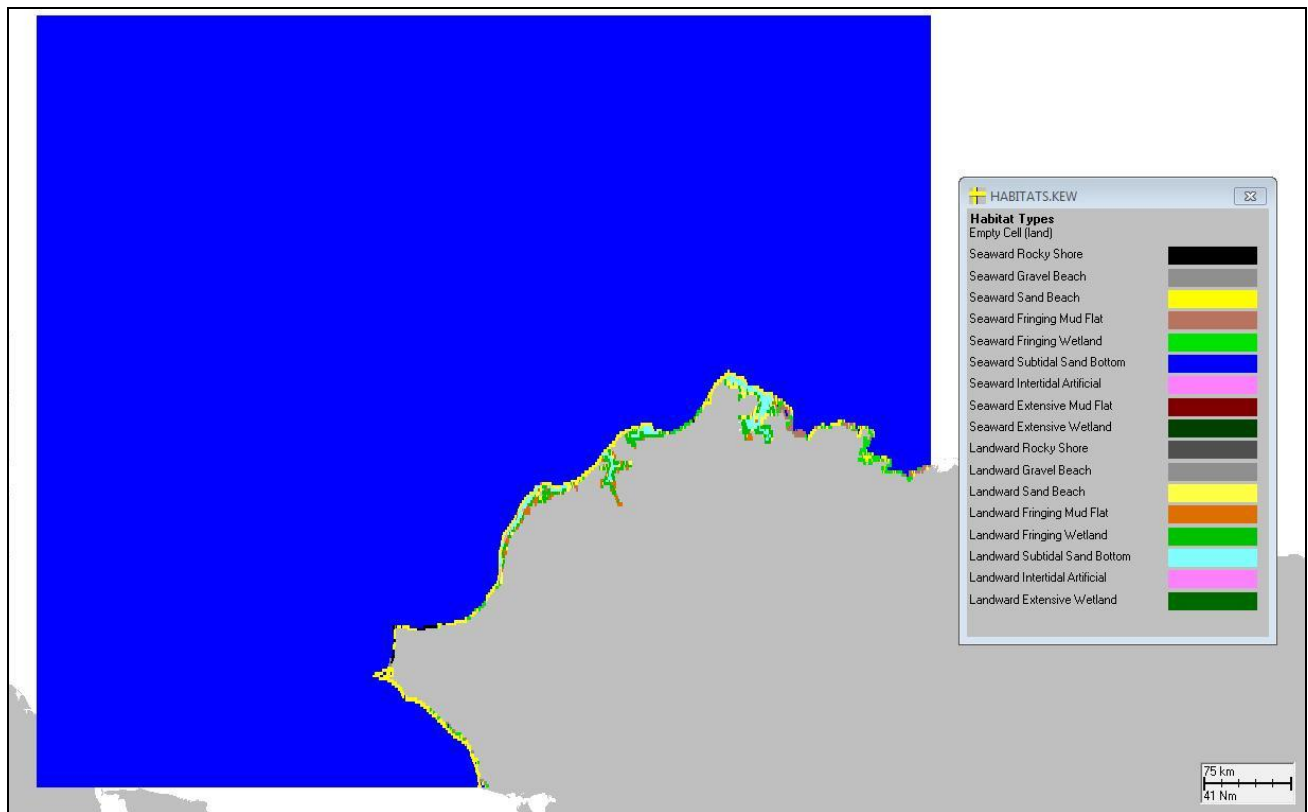 HABITATS.KEW
Habitat Types
Empty Cell (land)
Seaward Rocky Shore
Seaward Gravel Beach
Seaward Sand Beach
Seaward Fringing Mud Flat
Seaward Fringing Wetland
Seaward Subtidal Sand Bottom
Seaward Intertidal Artificial
Seaward Extensive Mud Flat
Seaward Extensive Wetland
Landward Rocky Shore
Landward Gravel Beach
Landward Sand Beach
Landward Fringing Mud Flat
Landward Fringing Wetland
Landward Subtidal Sand Bottom
Landward Intertidal Artificial
Landward Extensive Wetland
75 km
41 Nm